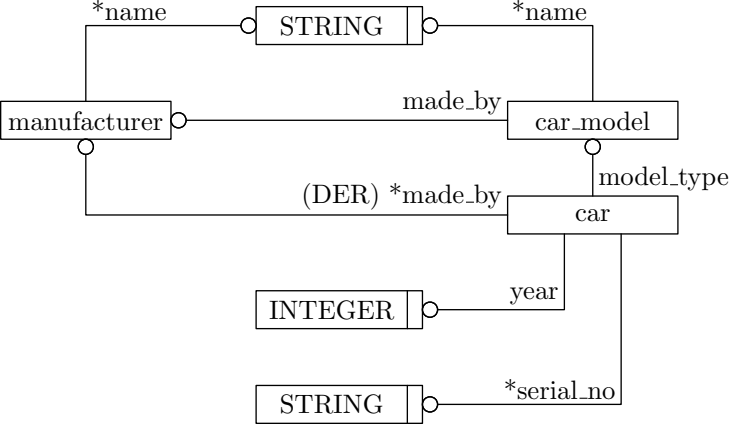 *name
STRING
*name
manufacturer
made_by
car_model
model_type
(DER) *made_by
car
INTEGER
year
STRING
*serial_no